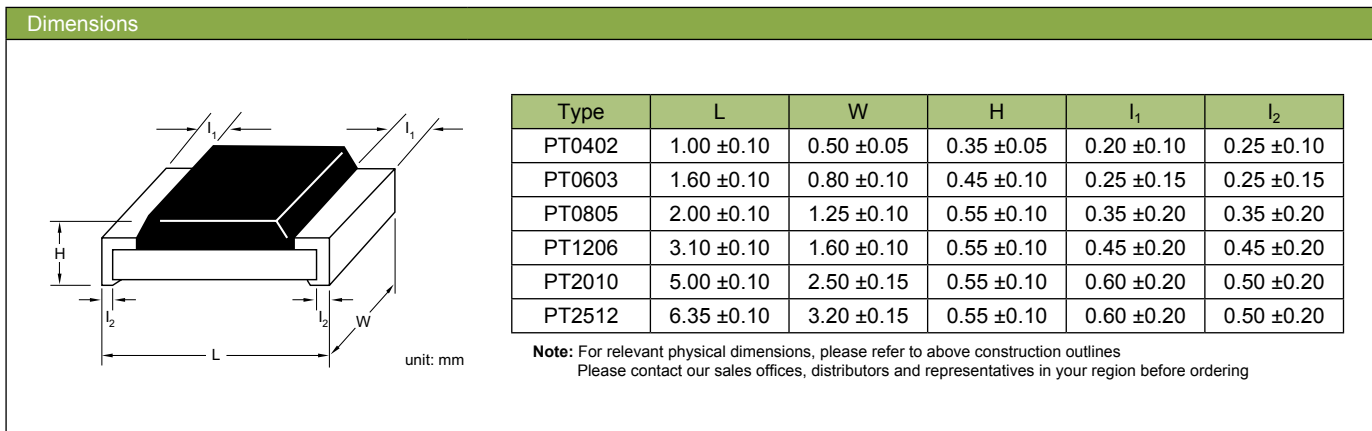 Dimensions
l₁
l₁
H
l₂
l₂
W
L
unit: mm
Type L W H l₁ l₂
PT0402 1.00 ±0.10 0.50 ±0.05 0.35 ±0.05 0.20 ±0.10 0.25 ±0.10
PT0603 1.60 ±0.10 0.80 ±0.10 0.45 ±0.10 0.25 ±0.15 0.25 ±0.15
PT0805 2.00 ±0.10 1.25 ±0.10 0.55 ±0.10 0.35 ±0.20 0.35 ±0.20
PT1206 3.10 ±0.10 1.60 ±0.10 0.55 ±0.10 0.45 ±0.20 0.45 ±0.20
PT2010 5.00 ±0.10 2.50 ±0.15 0.55 ±0.10 0.60 ±0.20 0.50 ±0.20
PT2512 6.35 ±0.10 3.20 ±0.15 0.55 ±0.10 0.60 ±0.20 0.50 ±0.20
Note: For relevant physical dimensions, please refer to above construction outlines
Please contact our sales offices, distributors and representatives in your region before ordering